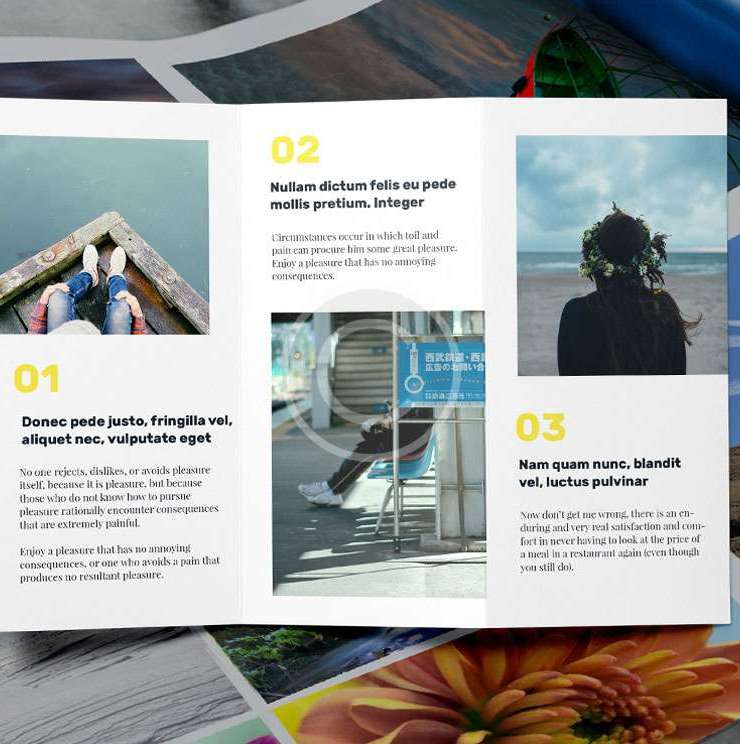 01
Donec pede justo, fringilla vel,
aliquet nec, vulputate eget
No one rejects, dislikes, or avoids pleasure
itself, because it is pleasure, but because
those who do not know how to pursue
pleasure rationally encounter consequences
that are extremely painful.
Enjoy a pleasure that has no annoying
consequences, or one who avoids a pain that
produces no resultant pleasure.
02
Nullam dictum felis eu pede
mollis pretium. Integer
Circumstances occur in which toil and
pain can procure him some great pleasure.
Enjoy a pleasure that has no annoying
consequences.
西武鉄道・西
広告のお問い合
03
Nam quam nunc, blandit
vel, luctus pulvinar
Now don't get me wrong, there is an en-
during and very real satisfaction and com-
fort in never having to look at the price of
a meal in a restaurant again (even though
you still do).